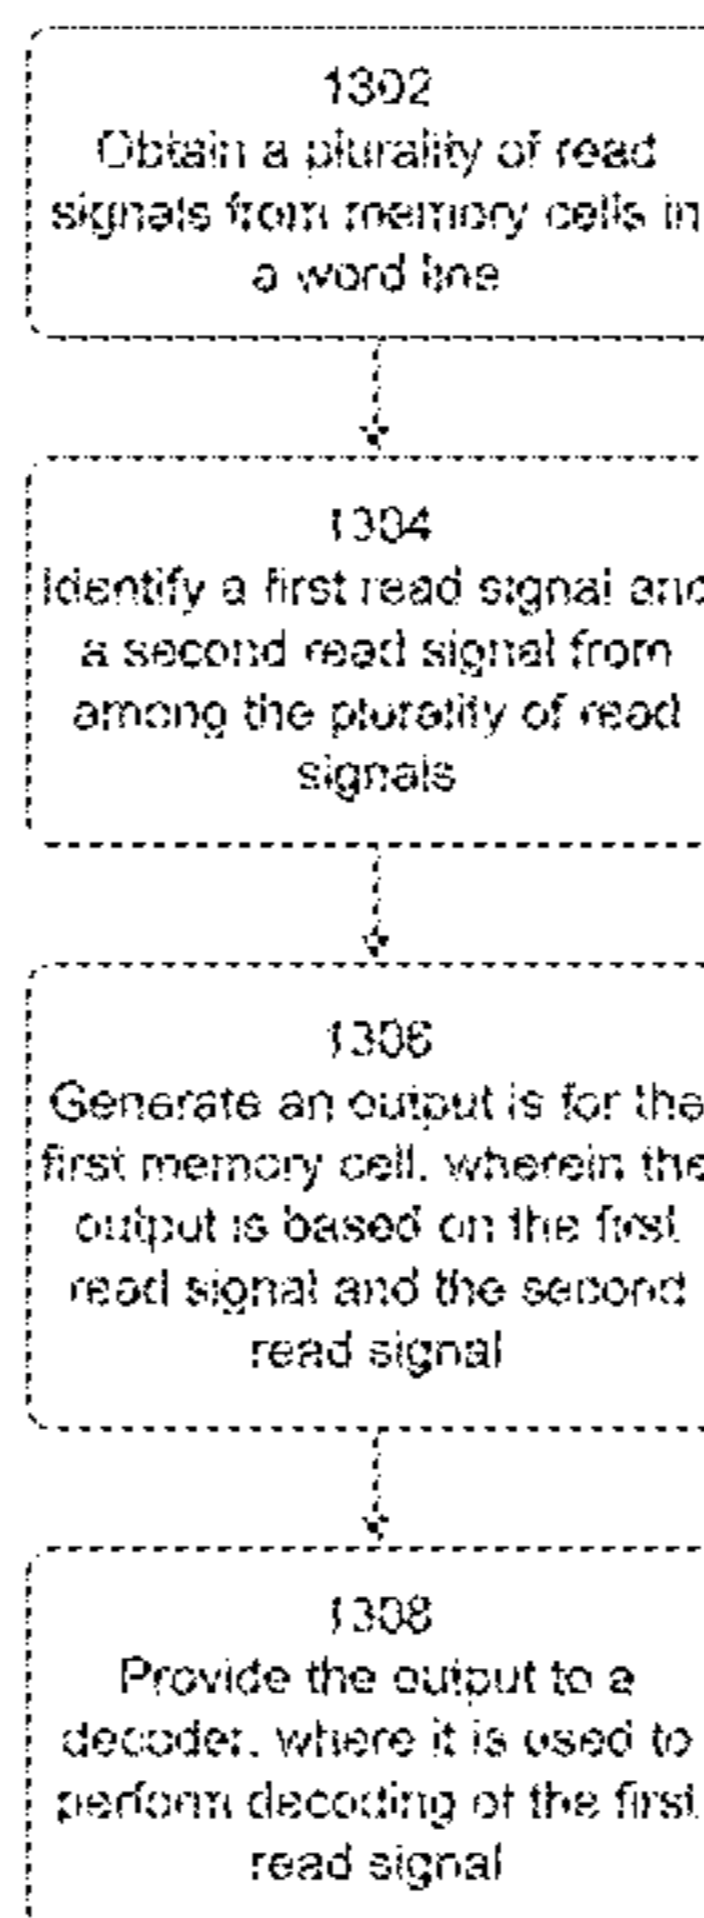 1302
Obtain a plurality of read
signals from memory cells in
a word line
1304
Identify a first read signal and
a second read signal from
among the plurality of read
signals
1306
Generate an output is for the
first memory cell, wherein the
output is based on the first
read signal and the second
read signal
1308
Provide the output to a
decoder, where it is used to
perform decoding of the first
read signal